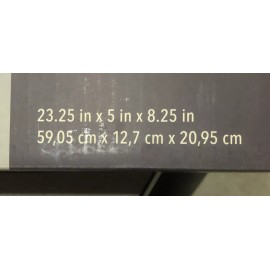 23.25 in x 5 in x 8.25 in
59,05 cm x 12,7 cm x 20,95 cm